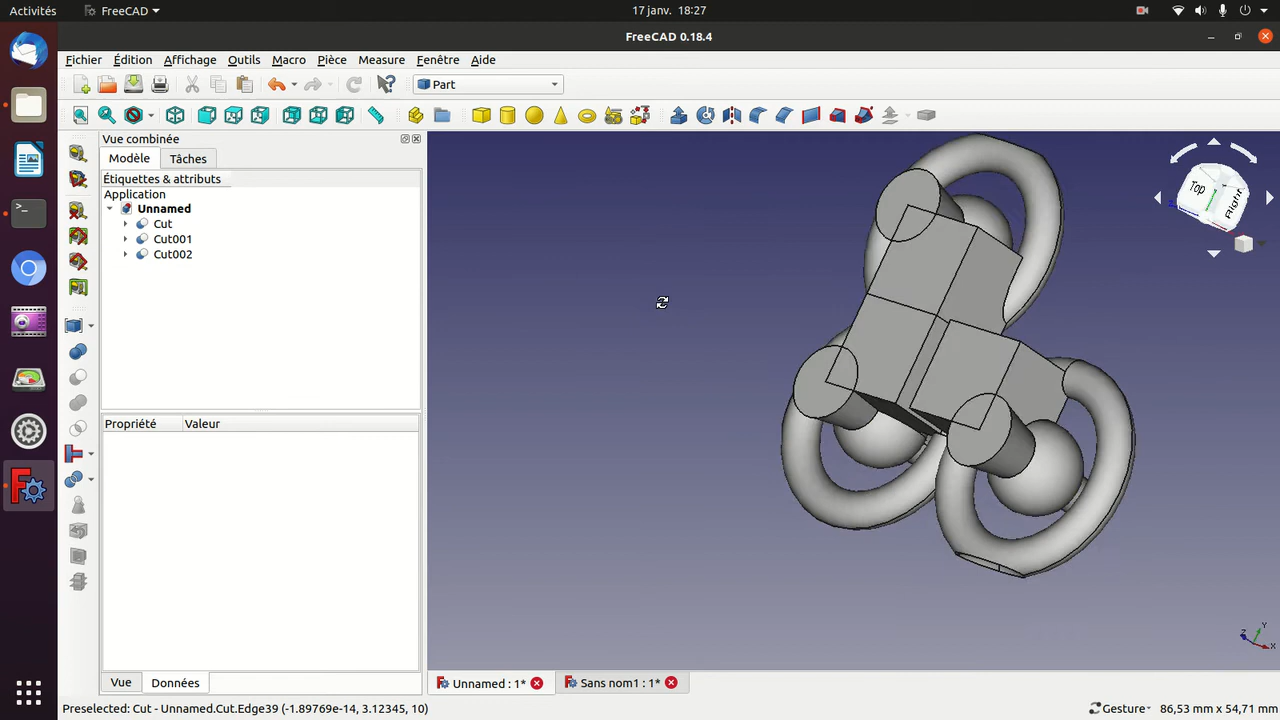 Activités FreeCAD 17 janv. 18:27
FreeCAD 0.18.4
Fichier Édition Affichage Outils Macro Pièce Mesure Fenêtre Aide
Part
Vue combinée
Modèle Tâches
Étiquettes & attributs
Application
Unnamed
Cut
Cut001
Cut002
Top
Right
Propriété Valeur
Z Y X
Vue Données
Unnamed : 1* Sans nom1 : 1*
Preselected: Cut - Unnamed.Cut.Edge39 (-1.89769e-14, 3.12345, 10) Gesture 86,53 mm x 54,71 mm